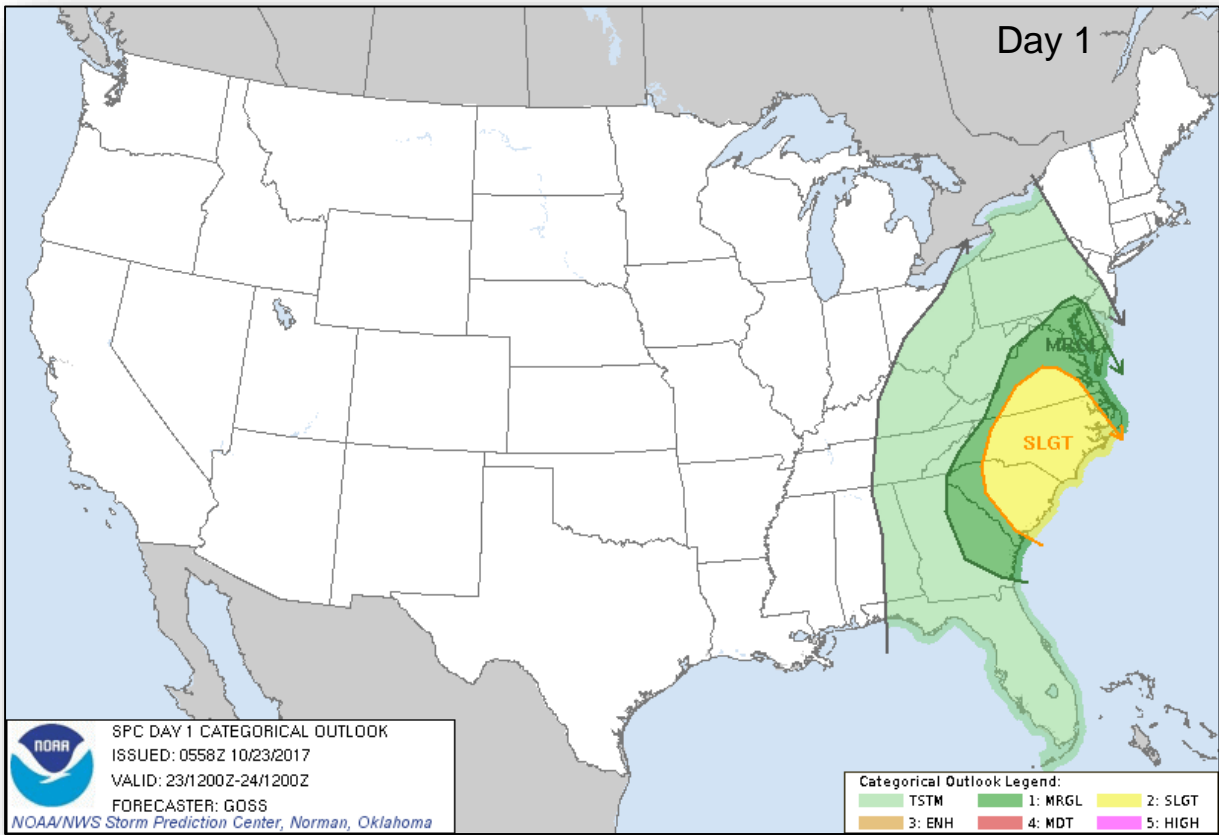 Day 1
MRGL
SLGT
NOAA
SPC DAY 1 CATEGORICAL OUTLOOK
ISSUED: 0558Z 10/23/2017
VALID: 23/1200Z-24/1200Z
FORECASTER: GOSS
NOAA/NWS Storm Prediction Center, Norman, Oklahoma
Categorical Outlook Legend:
TSTM 1: MRGL 2: SLGT
3: ENH 4: MDT 5: HIGH